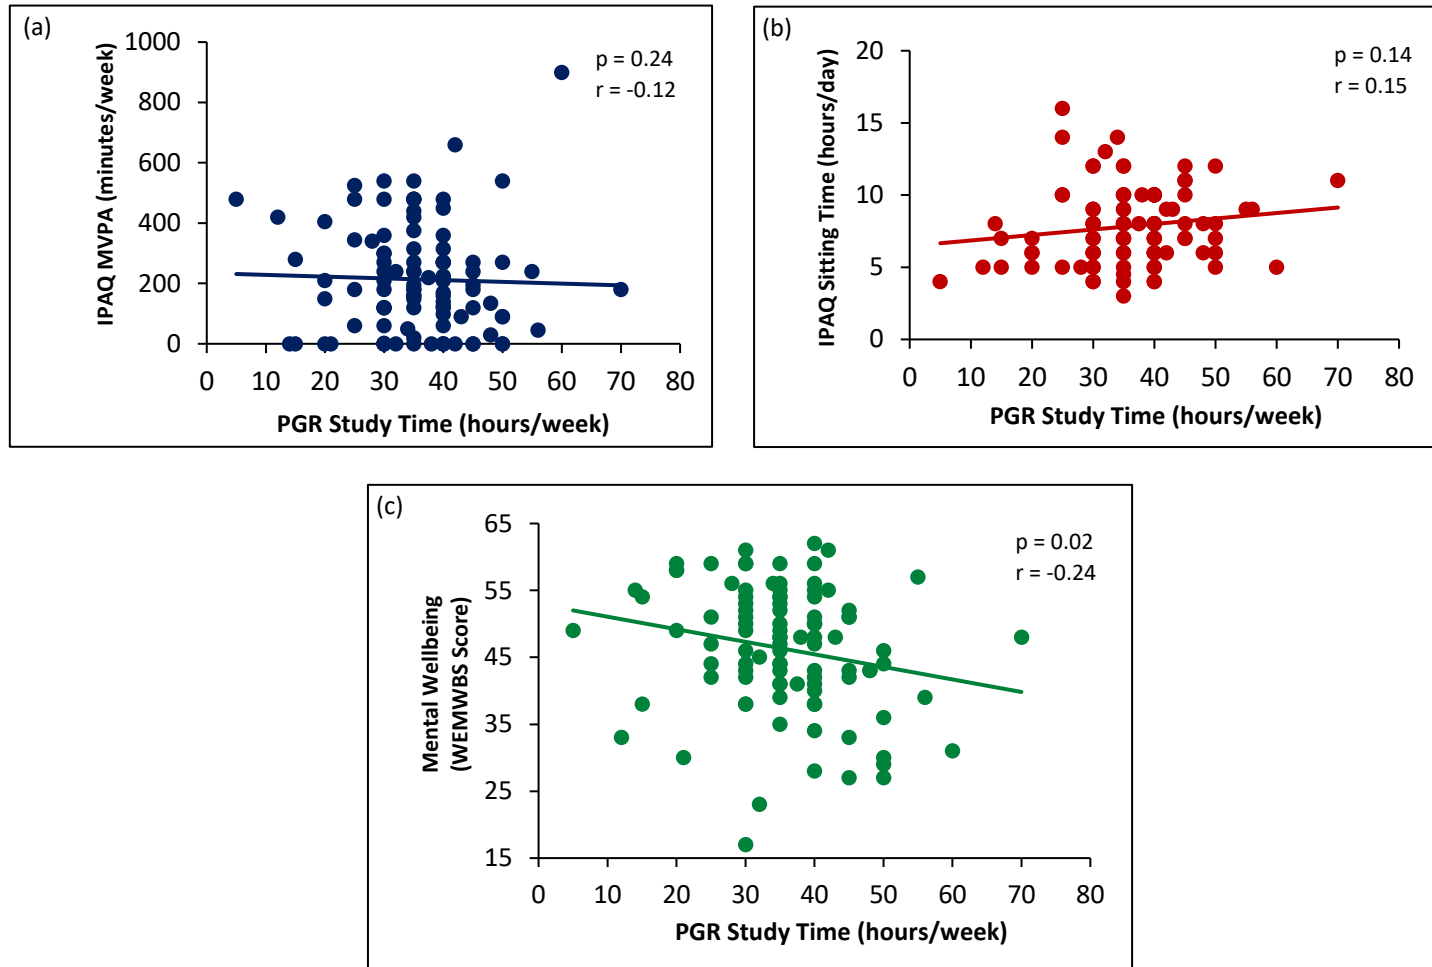 (a)
p = 0.24
r = -0.12
1000
800
600
400
200
0
IPAQ MVPA (minutes/week)
0 10 20 30 40 50 60 70 80
PGR Study Time (hours/week)
(b)
p = 0.14
r = 0.15
20
15
10
5
0
IPAQ Sitting Time (hours/day)
0 10 20 30 40 50 60 70 80
PGR Study Time (hours/week)
(c)
p = 0.02
r = -0.24
65
55
45
35
25
15
Mental Wellbeing
(WEMWBS Score)
0 10 20 30 40 50 60 70 80
PGR Study Time (hours/week)